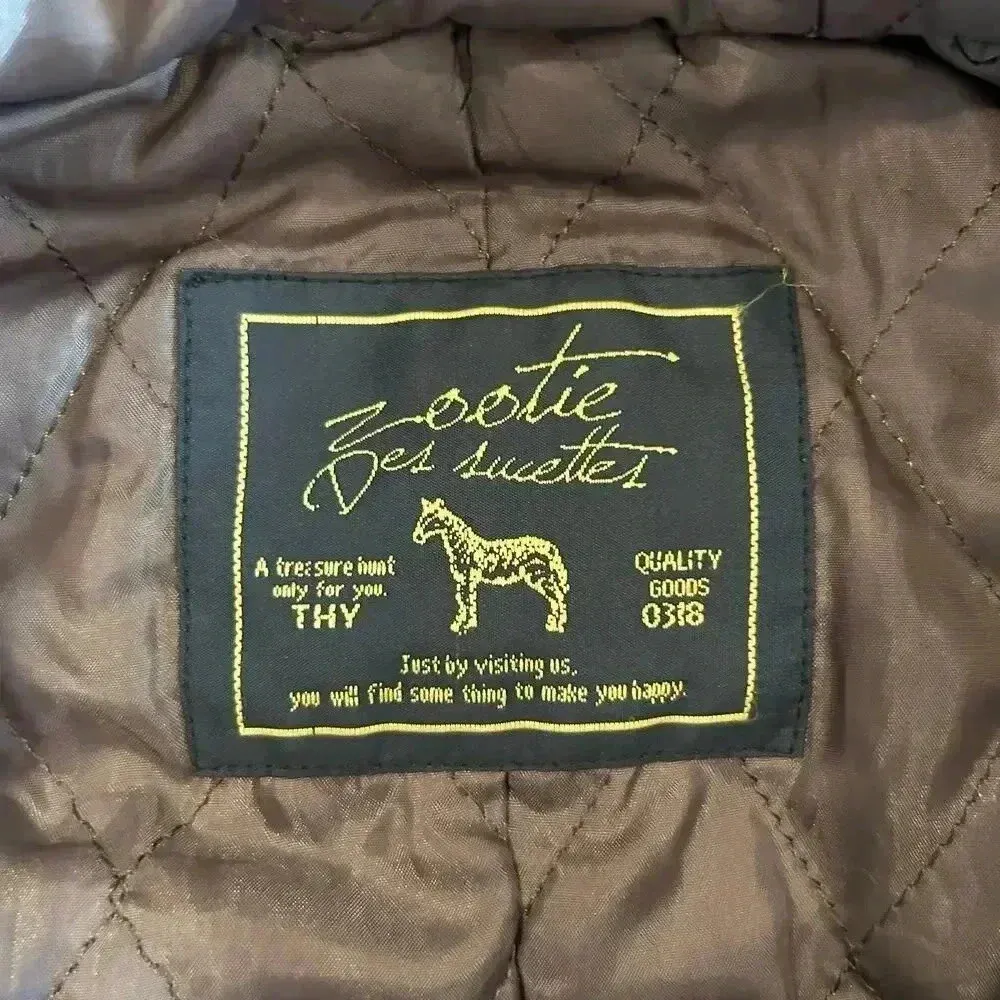 Zootie
Des sucettes
A treasure hunt
only for you.
THY
QUALITY
GOODS
0318
Just by visiting us,
you will find some thing to make you happy.